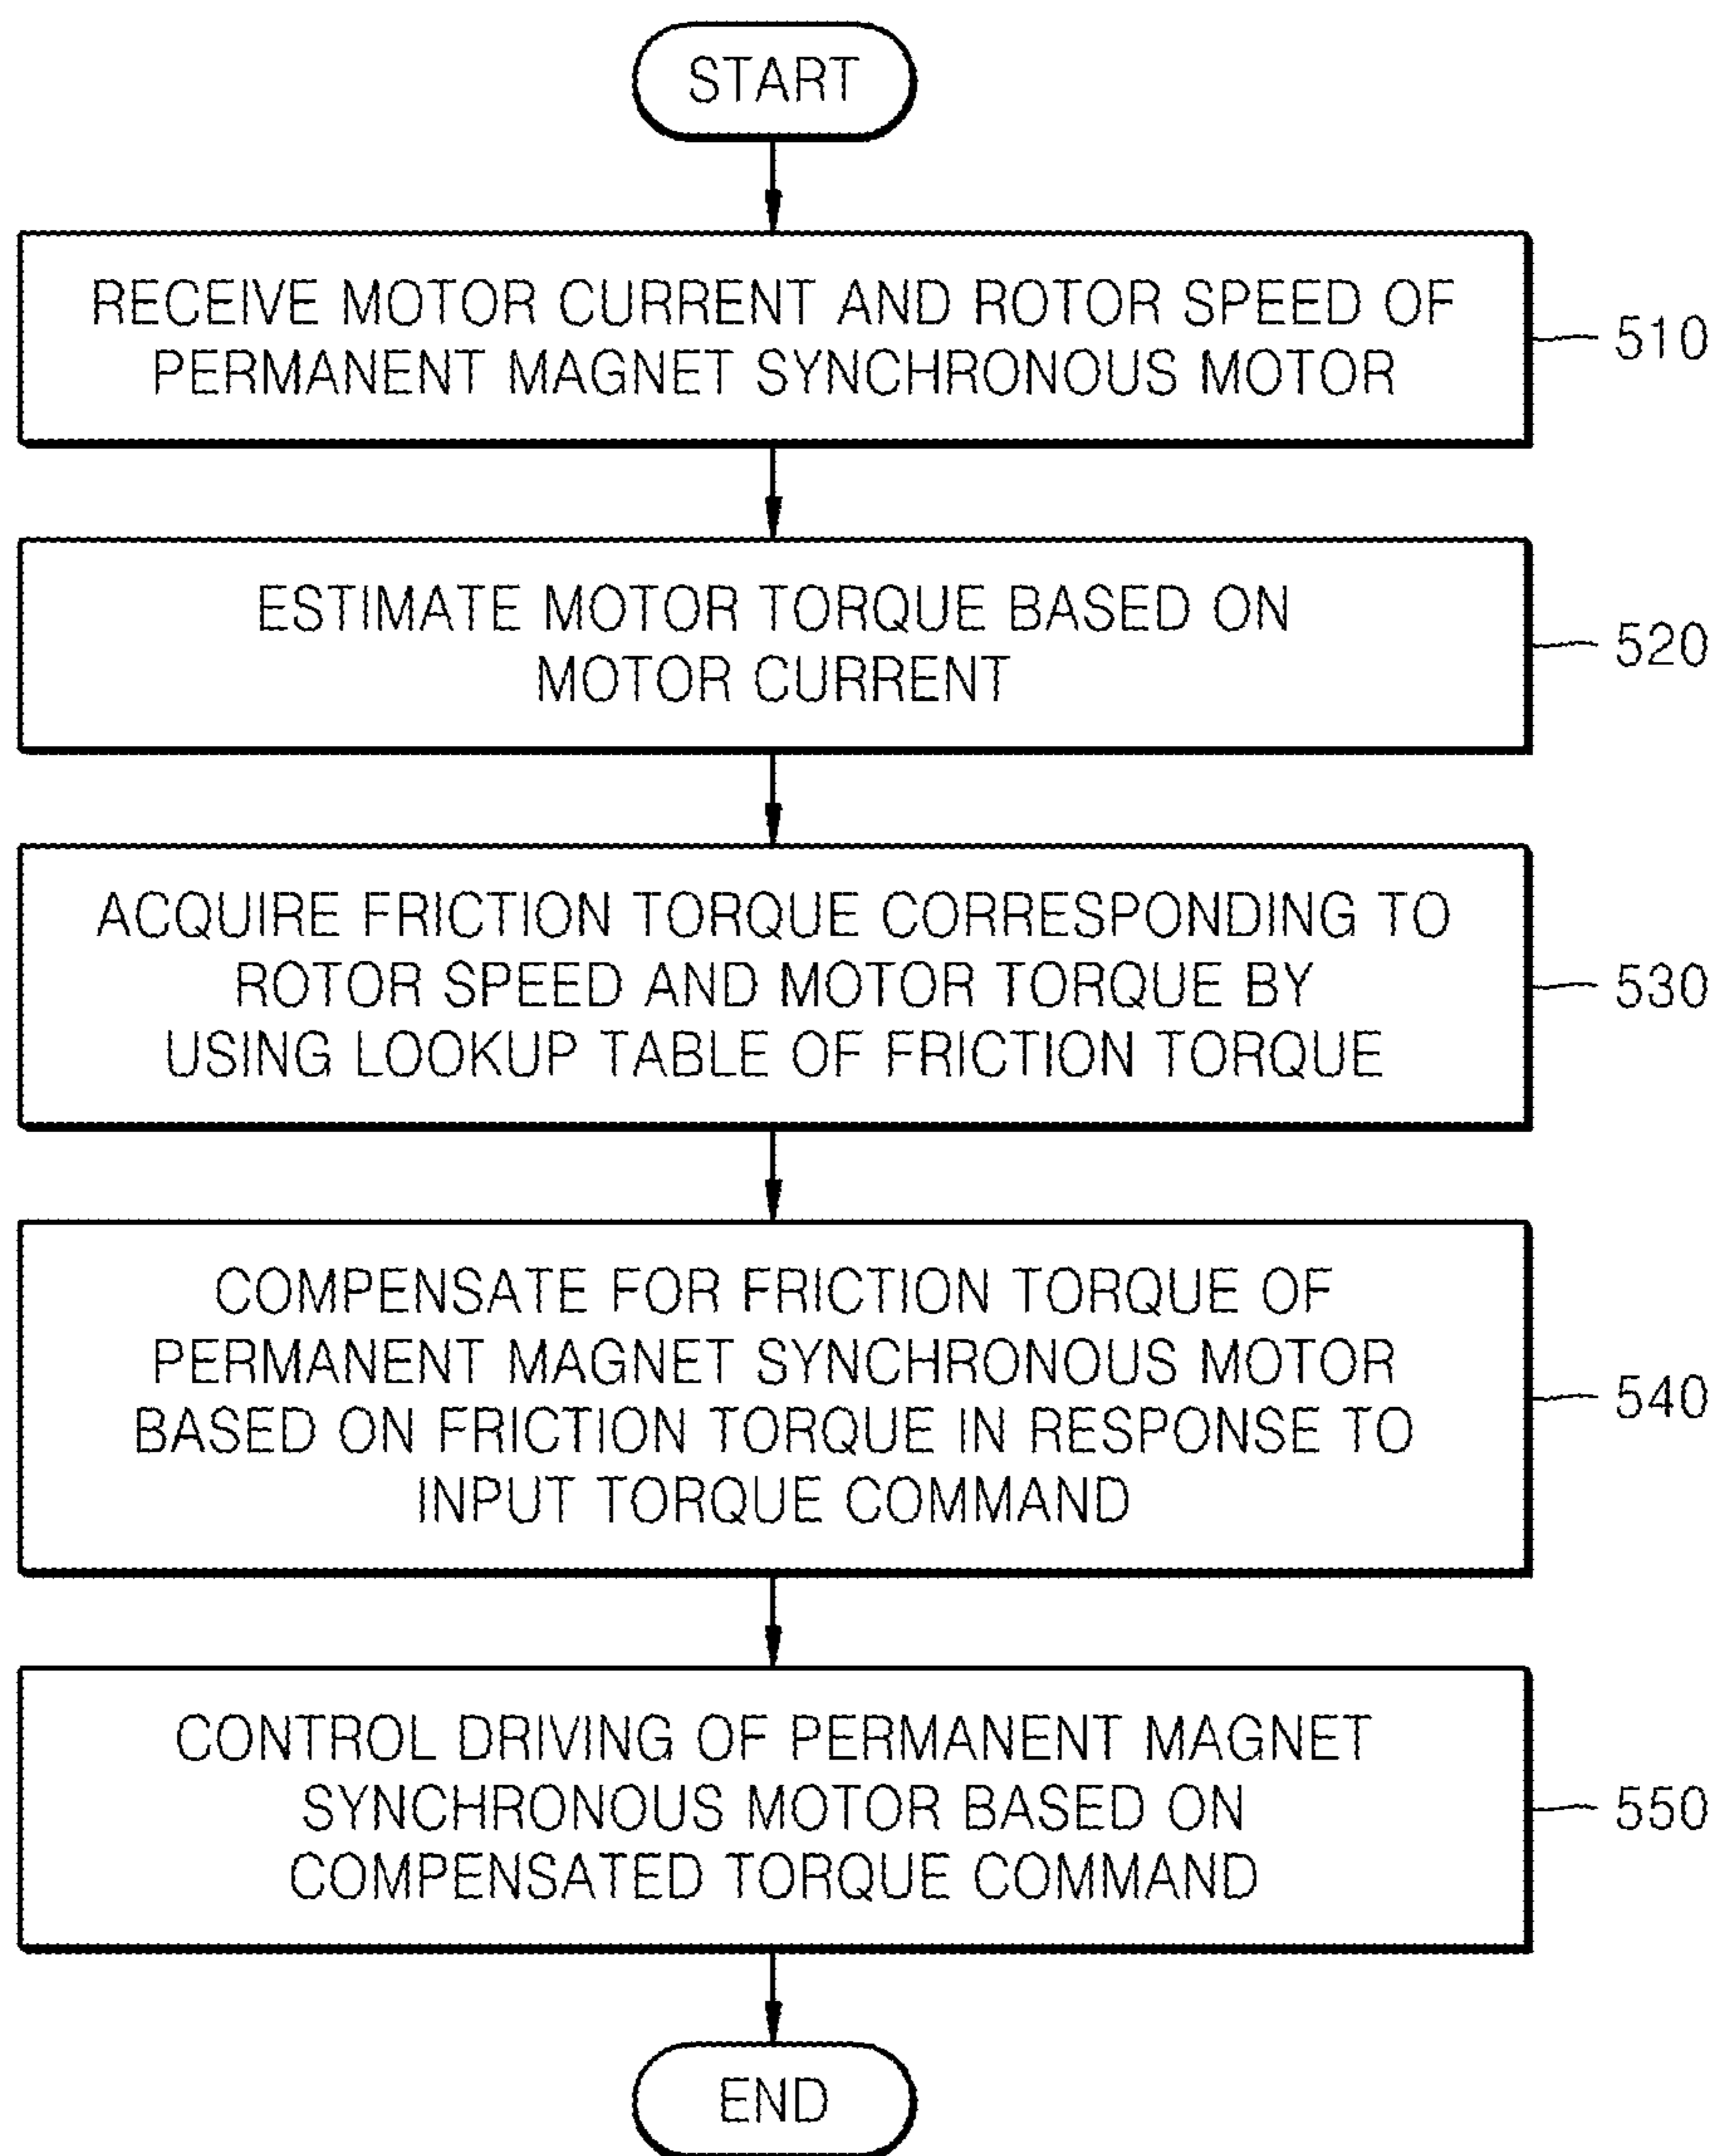 START
RECEIVE MOTOR CURRENT AND ROTOR SPEED OF
PERMANENT MAGNET SYNCHRONOUS MOTOR
510
ESTIMATE MOTOR TORQUE BASED ON
MOTOR CURRENT
520
ACQUIRE FRICTION TORQUE CORRESPONDING TO
ROTOR SPEED AND MOTOR TORQUE BY
USING LOOKUP TABLE OF FRICTION TORQUE
530
COMPENSATE FOR FRICTION TORQUE OF
PERMANENT MAGNET SYNCHRONOUS MOTOR
BASED ON FRICTION TORQUE IN RESPONSE TO
INPUT TORQUE COMMAND
540
CONTROL DRIVING OF PERMANENT MAGNET
SYNCHRONOUS MOTOR BASED ON
COMPENSATED TORQUE COMMAND
550
END